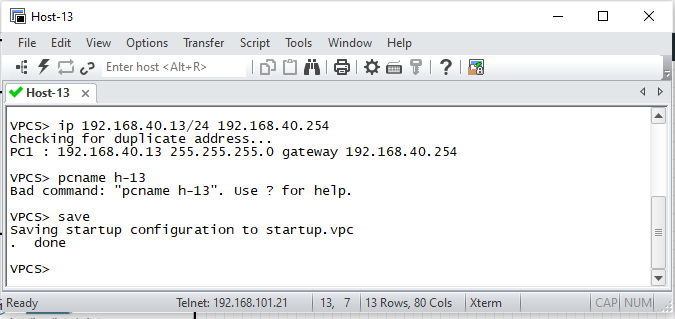 Host-13
File Edit View Options Transfer Script Tools Window Help
Enter host <Alt+R>
Host-13
VPCS> ip 192.168.40.13/24 192.168.40.254
Checking for duplicate address...
PC1 : 192.168.40.13 255.255.255.0 gateway 192.168.40.254
VPCS> pcname h-13
Bad command: "pcname h-13". Use ? for help.
VPCS> save
Saving startup configuration to startup.vpc
.  done
VPCS>
Ready Telnet: 192.168.101.21 13, 7 13 Rows, 80 Cols Xterm CAP NUM